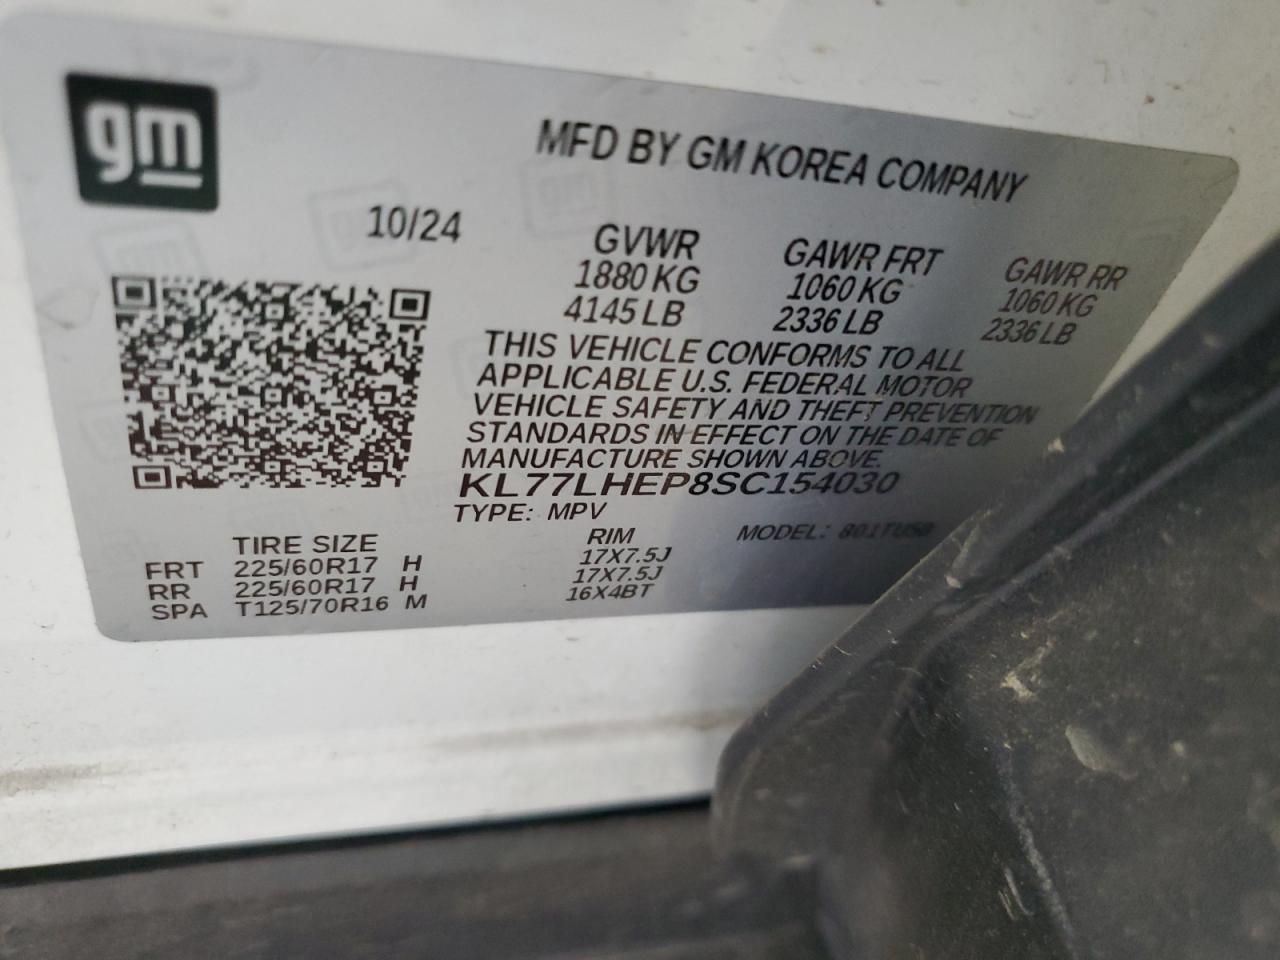 gm
MFD BY GM KOREA COMPANY
10/24
GVWR GAWR FRT GAWR RR
1880 KG 1060 KG 1060 KG
4145 LB 2336 LB 2336 LB
THIS VEHICLE CONFORMS TO ALL
APPLICABLE U.S. FEDERAL MOTOR
VEHICLE SAFETY AND THEFT PREVENTION
STANDARDS IN EFFECT ON THE DATE OF
MANUFACTURE SHOWN ABOVE.
KL77LHEP8SC154030
TYPE: MPV MODEL:
TIRE SIZE RIM
FRT 225/60R17 H 17X7.5J
RR 225/60R17 H 17X7.5J
SPA T125/70R16 M 16X4BT